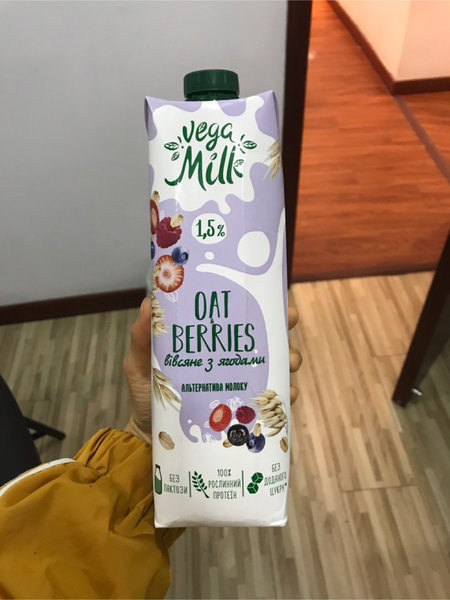 Vega
Milk
1,5%
OAT
&
BERRIES
вівсяне з ягодами
АЛЬТЕРНАТИВА МОЛОКУ
БЕЗ
ЛАКТОЗИ
100%
РОСЛИННИЙ
ПРОТЕЇН
БЕЗ
ДОДАНОГО
ЦУКРУ*